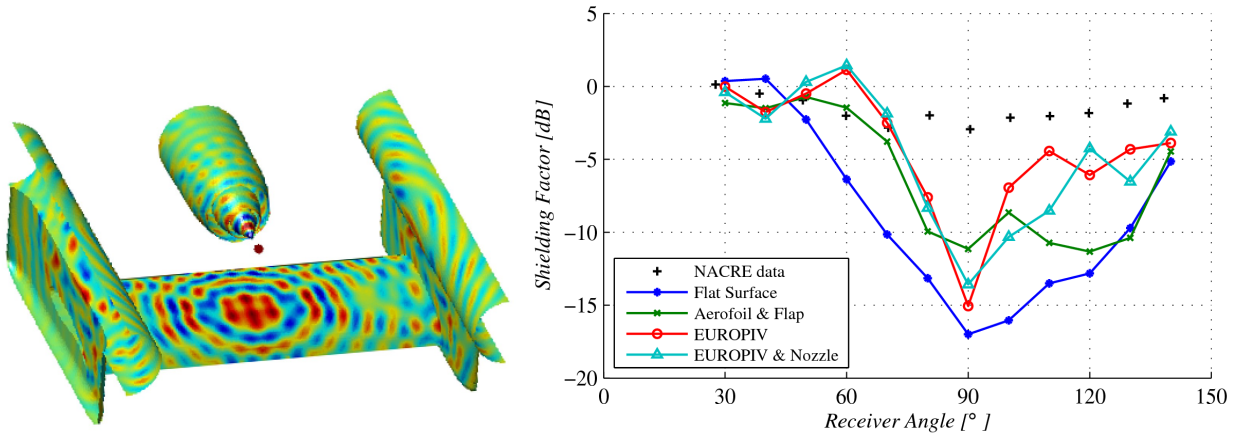 5
0
−5
−10
−15
−20
Shielding Factor [dB]
NACRE data
Flat Surface
Aerofoil & Flap
EUROPIV
EUROPIV & Nozzle
0
30
60
90
120
150
Receiver Angle [° ]